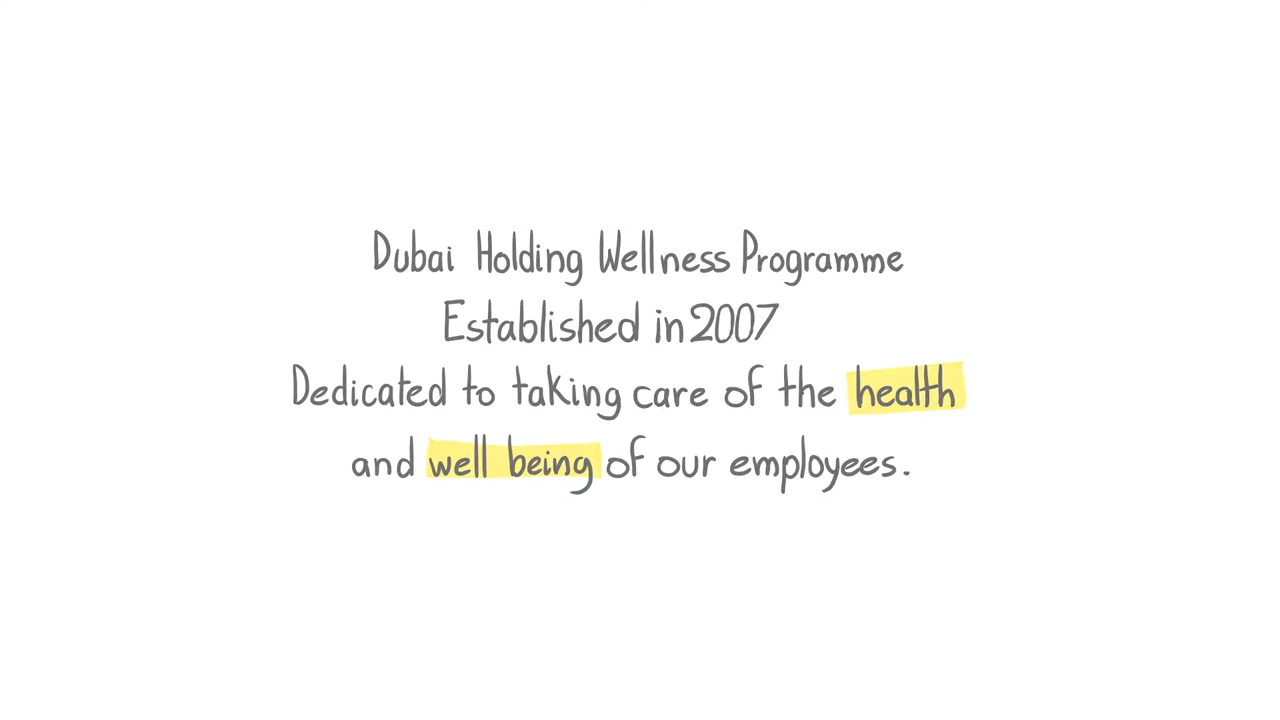 Dubai Holding Wellness Programme
Established in 2007
Dedicated to taking care of the health
and well being of our employees.